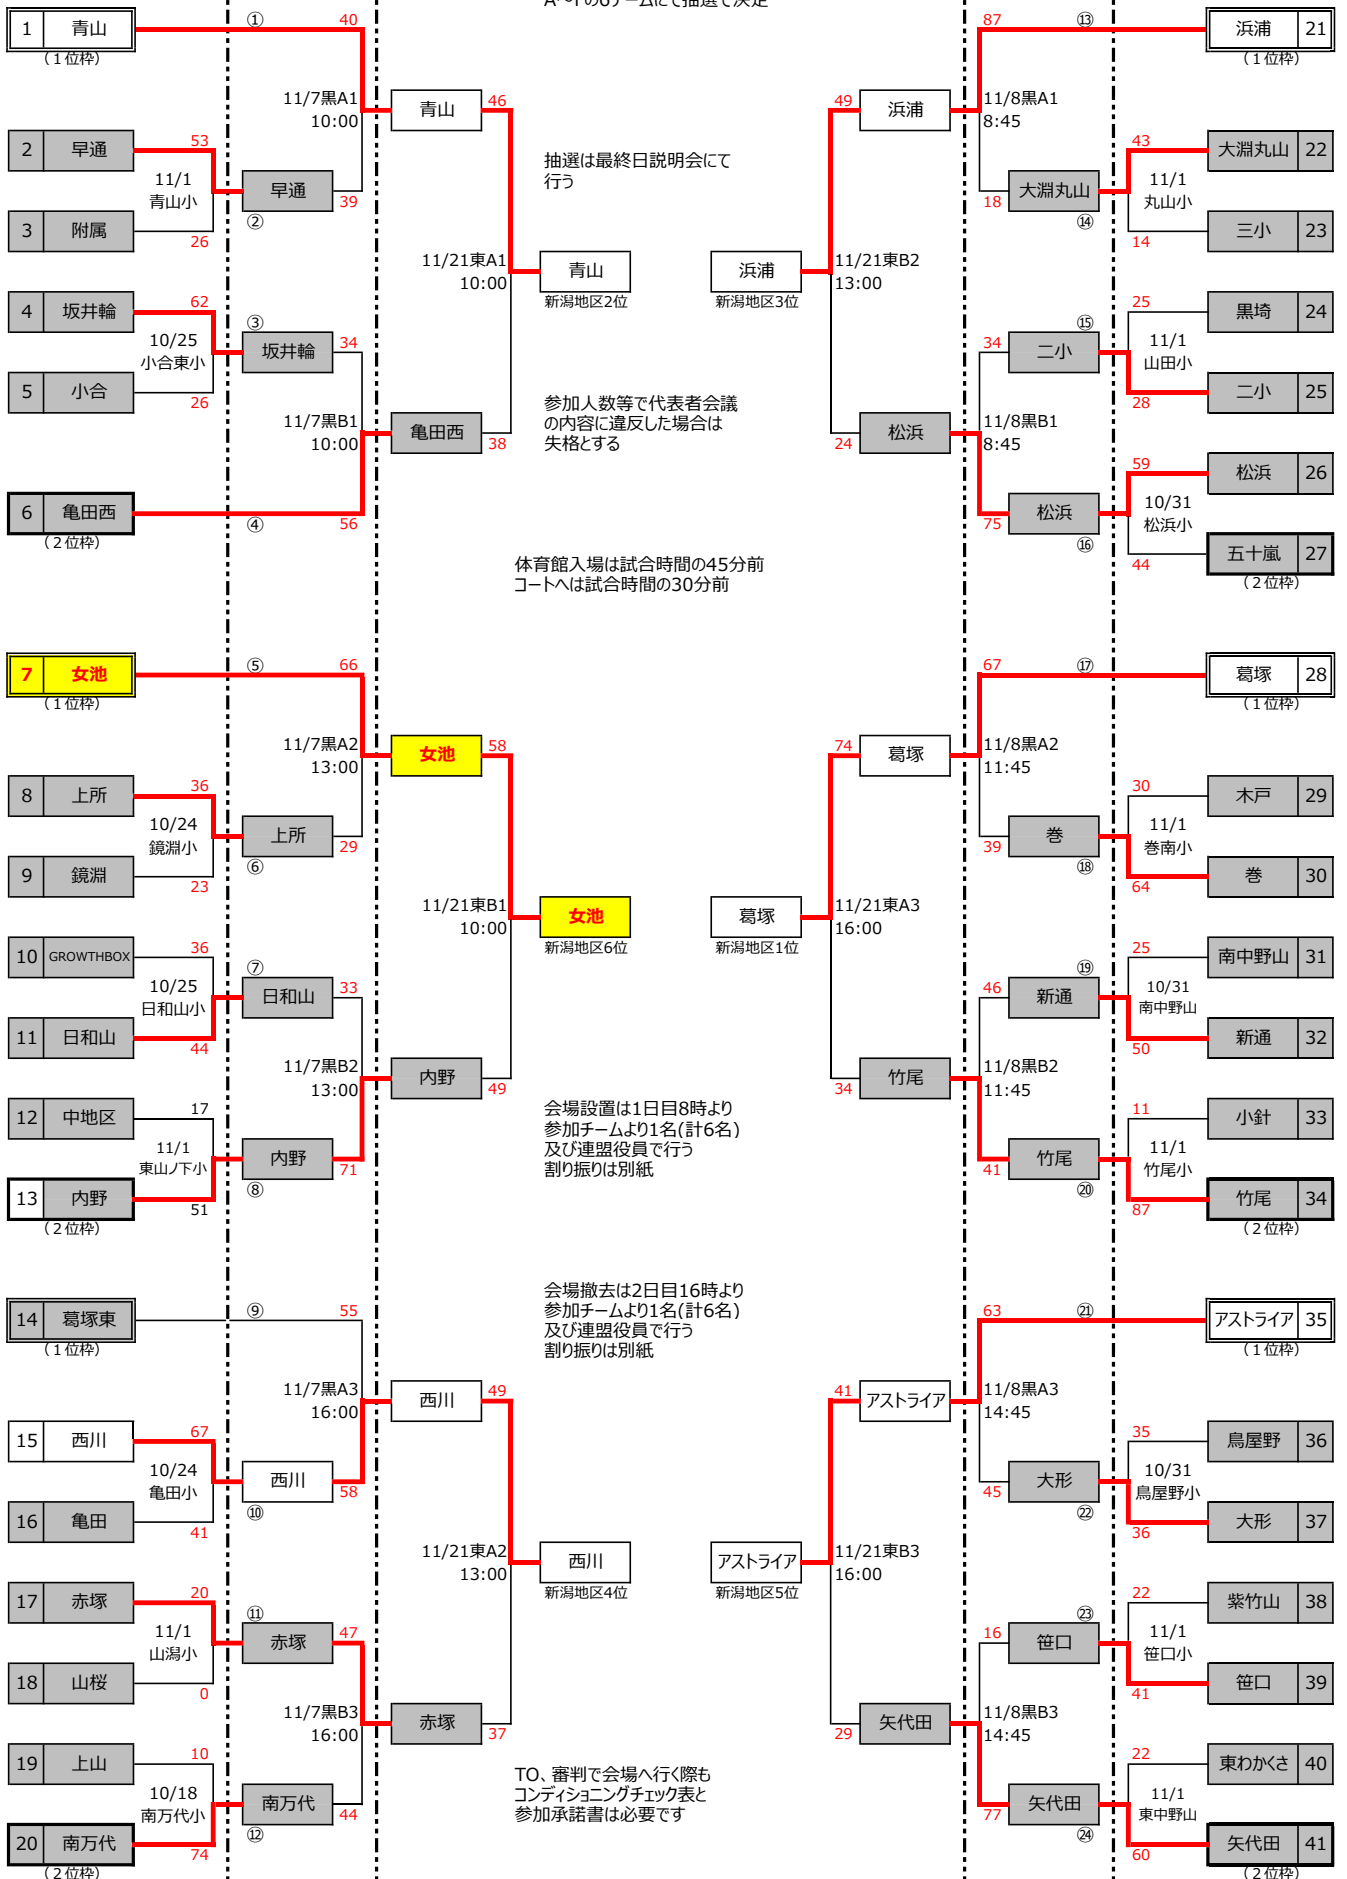 A～Fの6チームにて抽選で決定
1 青山
(1位枠)
①
40
11/7黒A1
10:00
青山
46
2 早通
53
11/1
青山小
早通
39
②
3 附属
26
11/21東A1
10:00
青山
新潟地区2位
4 坂井輪
62
10/25
小合東小
③
坂井輪
34
5 小合
26
11/7黒B1
10:00
亀田西
38
6 亀田西
(2位枠)
④
56
7 女池
(1位枠)
⑤
66
11/7黒A2
13:00
女池
58
8 上所
36
10/24
鏡淵小
上所
29
⑥
9 鏡淵
23
11/21東B1
10:00
女池
新潟地区6位
10 GROWTHBOX
36
10/25
日和山小
⑦
日和山
33
11 日和山
44
11/7黒B2
13:00
内野
49
12 中地区
17
11/1
東山ノ下小
内野
71
⑧
13 内野
51
(2位枠)
14 葛塚東
(1位枠)
⑨
55
11/7黒A3
16:00
西川
49
15 西川
67
10/24
亀田小
西川
58
⑩
16 亀田
41
11/21東A2
13:00
西川
新潟地区4位
17 赤塚
20
11/1
山潟小
⑪
赤塚
47
18 山桜
0
11/7黒B3
16:00
赤塚
37
19 上山
10
10/18
南万代小
南万代
44
⑫
20 南万代
74
(2位枠)
抽選は最終日説明会にて
行う
参加人数等で代表者会議
の内容に違反した場合は
失格とする
体育館入場は試合時間の45分前
コートへは試合時間の30分前
会場設置は1日目8時より
参加チームより1名(計6名)
及び連盟役員で行う
割り振りは別紙
会場撤去は2日目16時より
参加チームより1名(計6名)
及び連盟役員で行う
割り振りは別紙
TO、審判で会場へ行く際も
コンディショニングチェック表と
参加承諾書は必要です
87
⑬
浜浦 21
(1位枠)
49
浜浦
11/8黒A1
8:45
43
大淵丸山 22
11/1
丸山小
18
大淵丸山
⑭
14
三小 23
浜浦
新潟地区3位
11/21東B2
13:00
25
黒埼 24
⑮
34
二小
11/1
山田小
28
二小 25
24
松浜
11/8黒B1
8:45
59
松浜 26
10/31
松浜小
75
松浜
⑯
44
五十嵐 27
(2位枠)
67
⑰
葛塚 28
(1位枠)
74
葛塚
11/8黒A2
11:45
30
木戸 29
11/1
巻南小
39
巻
⑱
64
巻 30
葛塚
新潟地区1位
11/21東A3
16:00
25
南中野山 31
⑲
46
新通
10/31
南中野山
50
新通 32
34
竹尾
11/8黒B2
11:45
11
小針 33
11/1
竹尾小
41
竹尾
⑳
87
竹尾 34
(2位枠)
63
㉑
アストライア 35
(1位枠)
41
アストライア
11/8黒A3
14:45
35
鳥屋野 36
10/31
鳥屋野小
45
大形
㉒
36
大形 37
アストライア
新潟地区5位
11/21東B3
16:00
22
紫竹山 38
㉓
16
笹口
11/1
笹口小
41
笹口 39
29
矢代田
11/8黒B3
14:45
22
東わかくさ 40
11/1
東中野山
77
矢代田
㉔
60
矢代田 41
(2位枠)